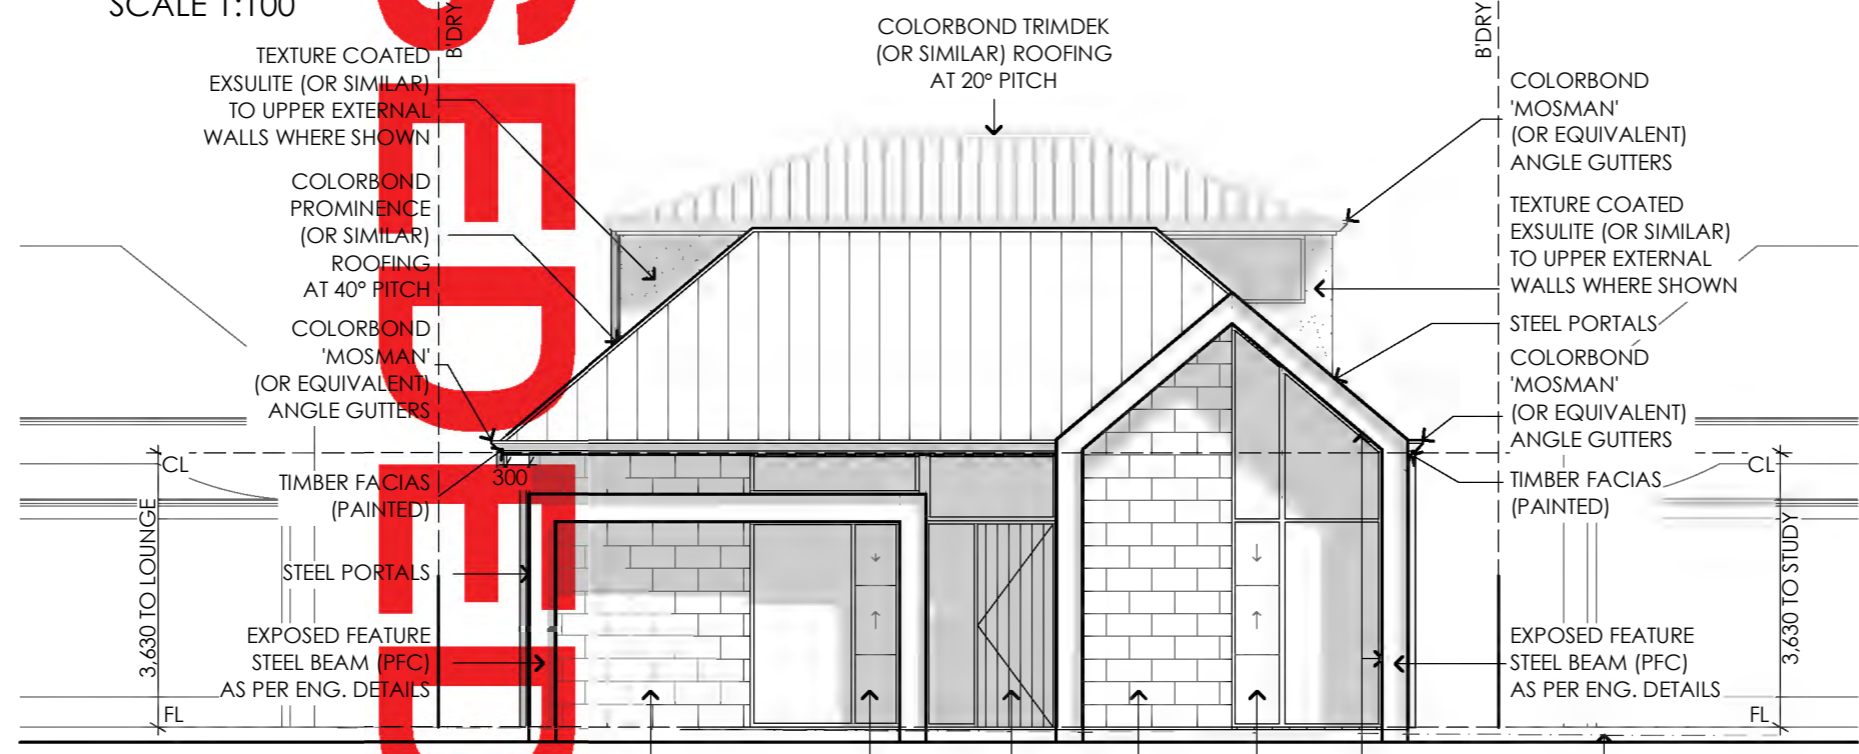 SCALE 1:100
B'DRY
B'DRY
TEXTURE COATED
EXSULITE (OR SIMILAR)
TO UPPER EXTERNAL
WALLS WHERE SHOWN
COLORBOND
PROMINENCE
(OR SIMILAR)
ROOFING
AT 40° PITCH
COLORBOND
'MOSMAN'
(OR EQUIVALENT)
ANGLE GUTTERS
CL
TIMBER FACIAS
(PAINTED)
300
3,630 TO LOUNGE
STEEL PORTALS
EXPOSED FEATURE
STEEL BEAM (PFC)
AS PER ENG. DETAILS
FL
COLORBOND TRIMDEK
(OR SIMILAR) ROOFING
AT 20° PITCH
COLORBOND
'MOSMAN'
(OR EQUIVALENT)
ANGLE GUTTERS
TEXTURE COATED
EXSULITE (OR SIMILAR)
TO UPPER EXTERNAL
WALLS WHERE SHOWN
STEEL PORTALS
COLORBOND
'MOSMAN'
(OR EQUIVALENT)
ANGLE GUTTERS
CL
TIMBER FACIAS
(PAINTED)
3,630 TO STUDY
EXPOSED FEATURE
STEEL BEAM (PFC)
AS PER ENG. DETAILS
FL